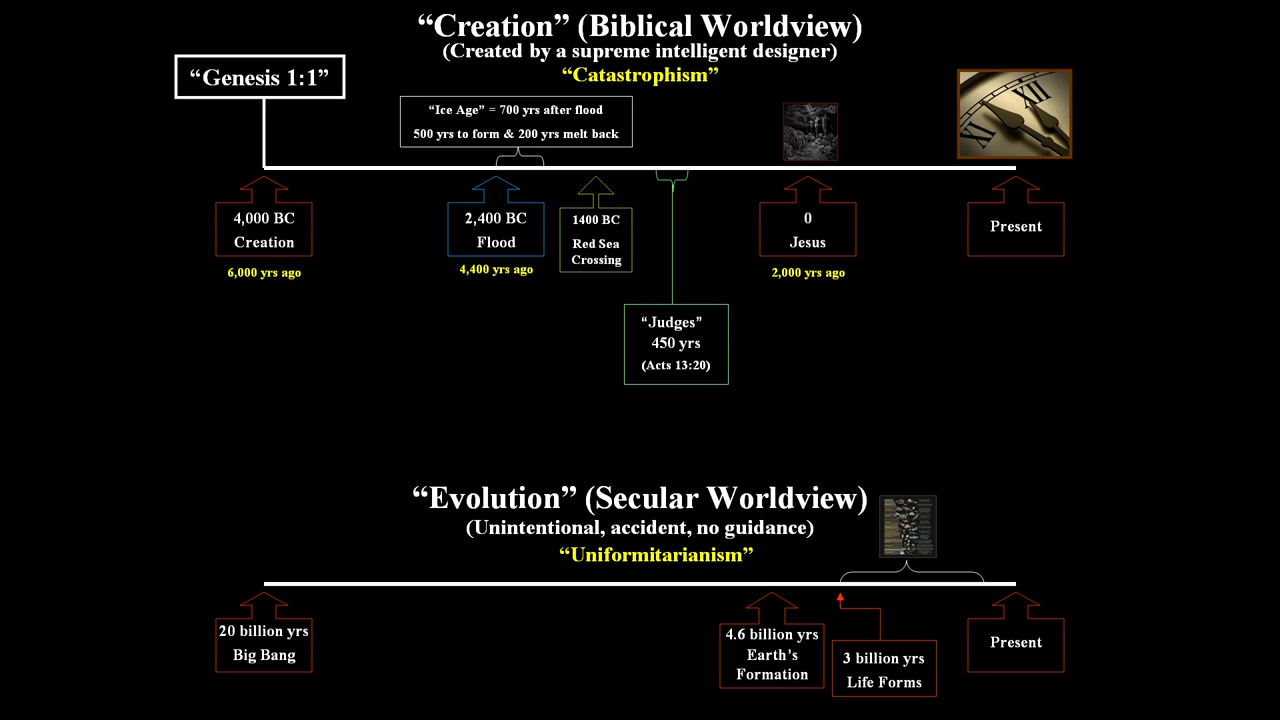 “Creation” (Biblical Worldview)
(Created by a supreme intelligent designer)
“Catastrophism”
“Genesis 1:1”
“Ice Age” = 700 yrs after flood
500 yrs to form & 200 yrs melt back
XI
XII
4,000 BC
Creation
6,000 yrs ago
2,400 BC
Flood
4,400 yrs ago
1400 BC
Red Sea
Crossing
0
Jesus
2,000 yrs ago
Present
“Judges”
450 yrs
(Acts 13:20)
“Evolution” (Secular Worldview)
(Unintentional, accident, no guidance)
“Uniformitarianism”
20 billion yrs
Big Bang
4.6 billion yrs
Earth’s
Formation
3 billion yrs
Life Forms
Present